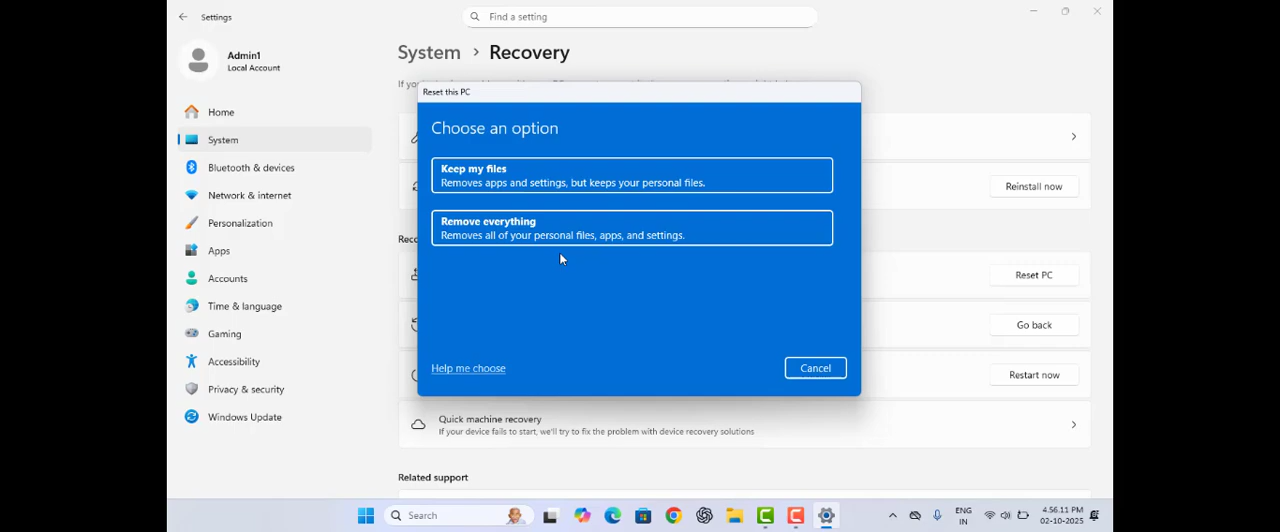 Settings
Find a setting
Admin1
Local Account
Home
System
Bluetooth & devices
Network & internet
Personalization
Apps
Accounts
Time & language
Gaming
Accessibility
Privacy & security
Windows Update
System > Recovery
If
Reset this PC
Choose an option
Keep my files
Removes apps and settings, but keeps your personal files.
Remove everything
Removes all of your personal files, apps, and settings.
Help me choose
Cancel
Reinstall now
Reset PC
Go back
Restart now
Quick machine recovery
If your device fails to start, we'll try to fix the problem with device recovery solutions
Related support
Search
ENG
IN
4.56.11 PM
02-10-2025